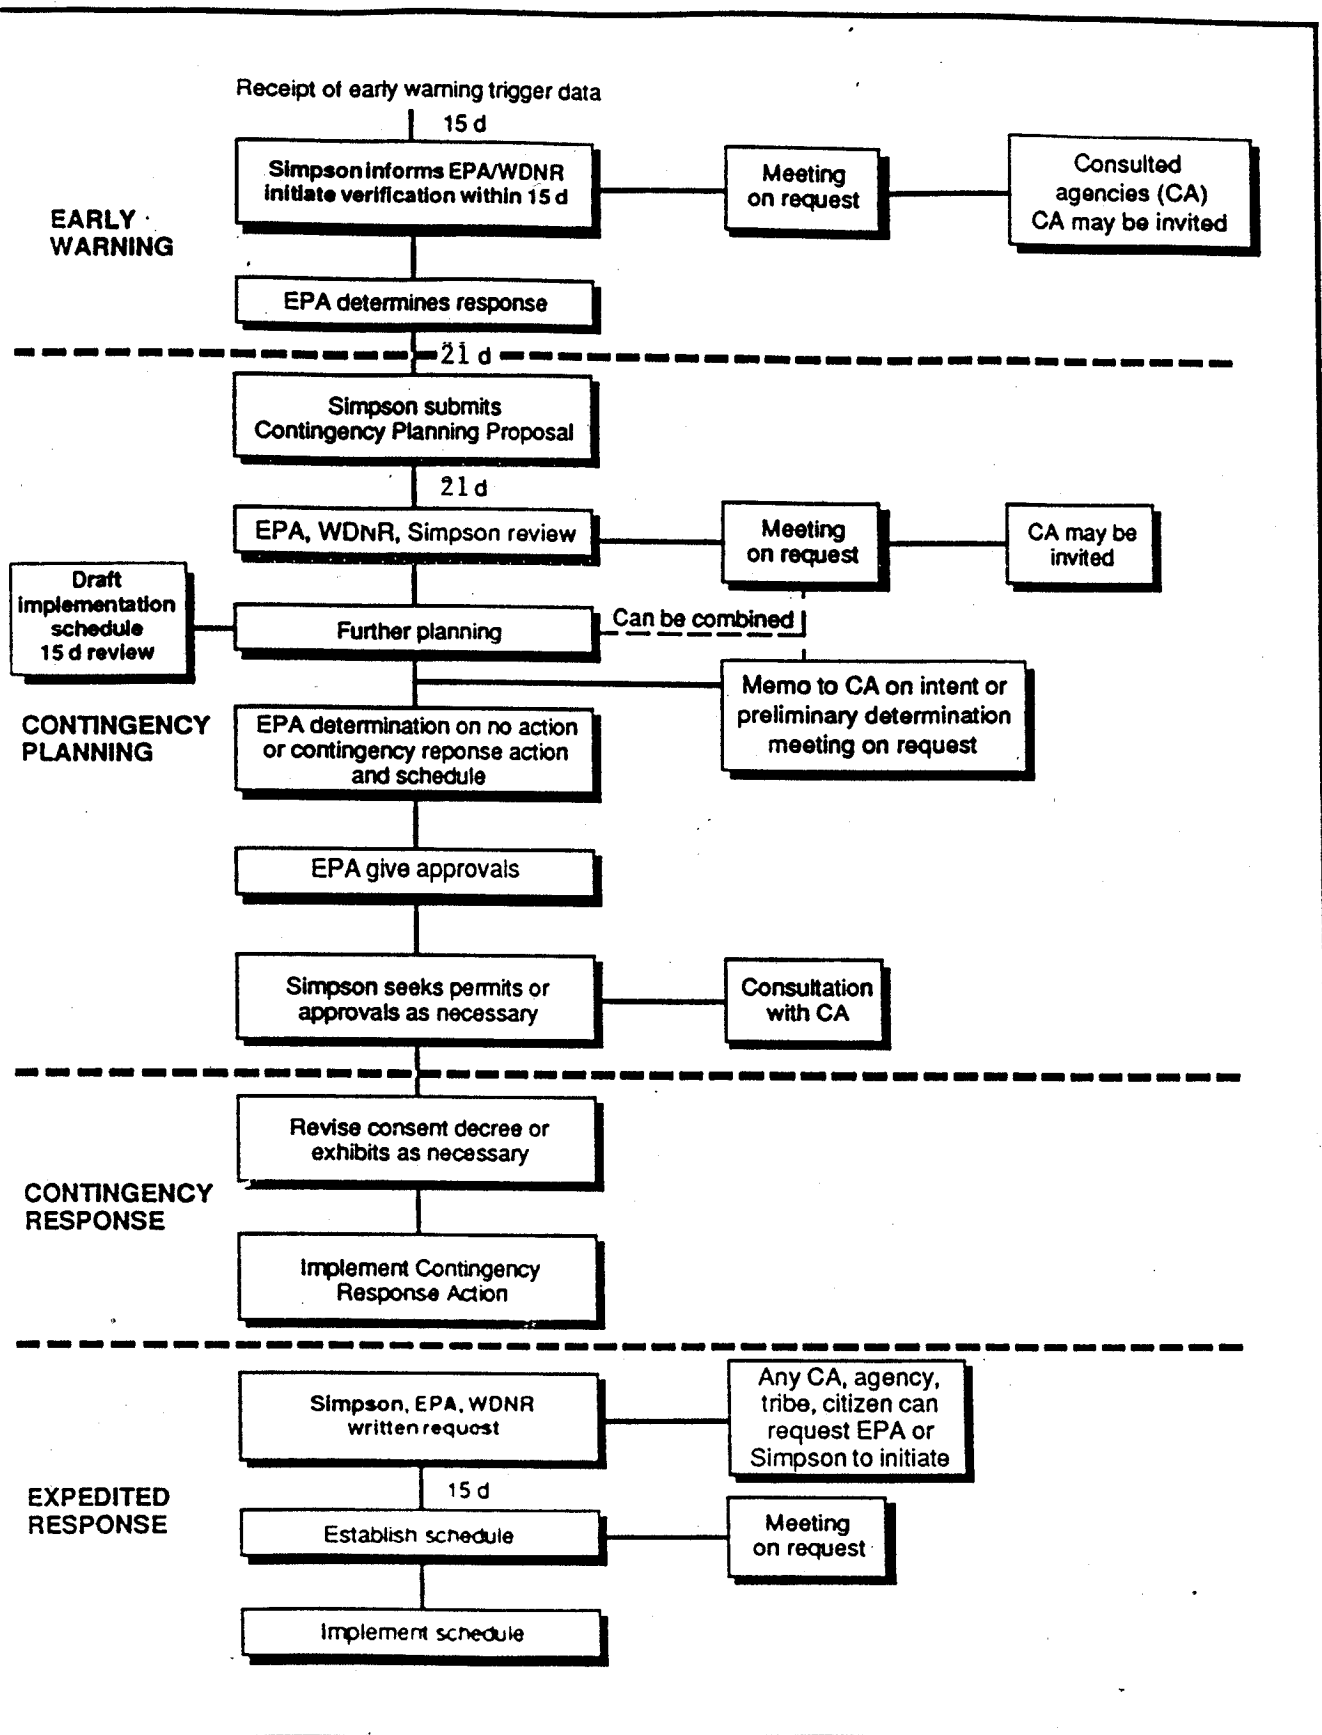 Receipt of early warning trigger data
15 d
Simpson informs EPA/WDNR
initiate verification within 15 d
Meeting
on request
Consulted
agencies (CA)
CA may be invited
EARLY
WARNING
EPA determines response
21 d
Simpson submits
Contingency Planning Proposal
21 d
EPA, WDNR, Simpson review
Meeting
on request
CA may be
invited
Draft
implementation
schedule
15 d review
Further planning
Can be combined
Memo to CA on intent or
preliminary determination
meeting on request
CONTINGENCY
PLANNING
EPA determination on no action
or contingency reponse action
and schedule
EPA give approvals
Simpson seeks permits or
approvals as necessary
Consultation
with CA
Revise consent decree or
exhibits as necessary
CONTINGENCY
RESPONSE
Implement Contingency
Response Action
Simpson, EPA, WDNR
written request
Any CA, agency,
tribe, citizen can
request EPA or
Simpson to initiate
EXPEDITED
RESPONSE
15 d
Establish schedule
Meeting
on request
Implement schedule